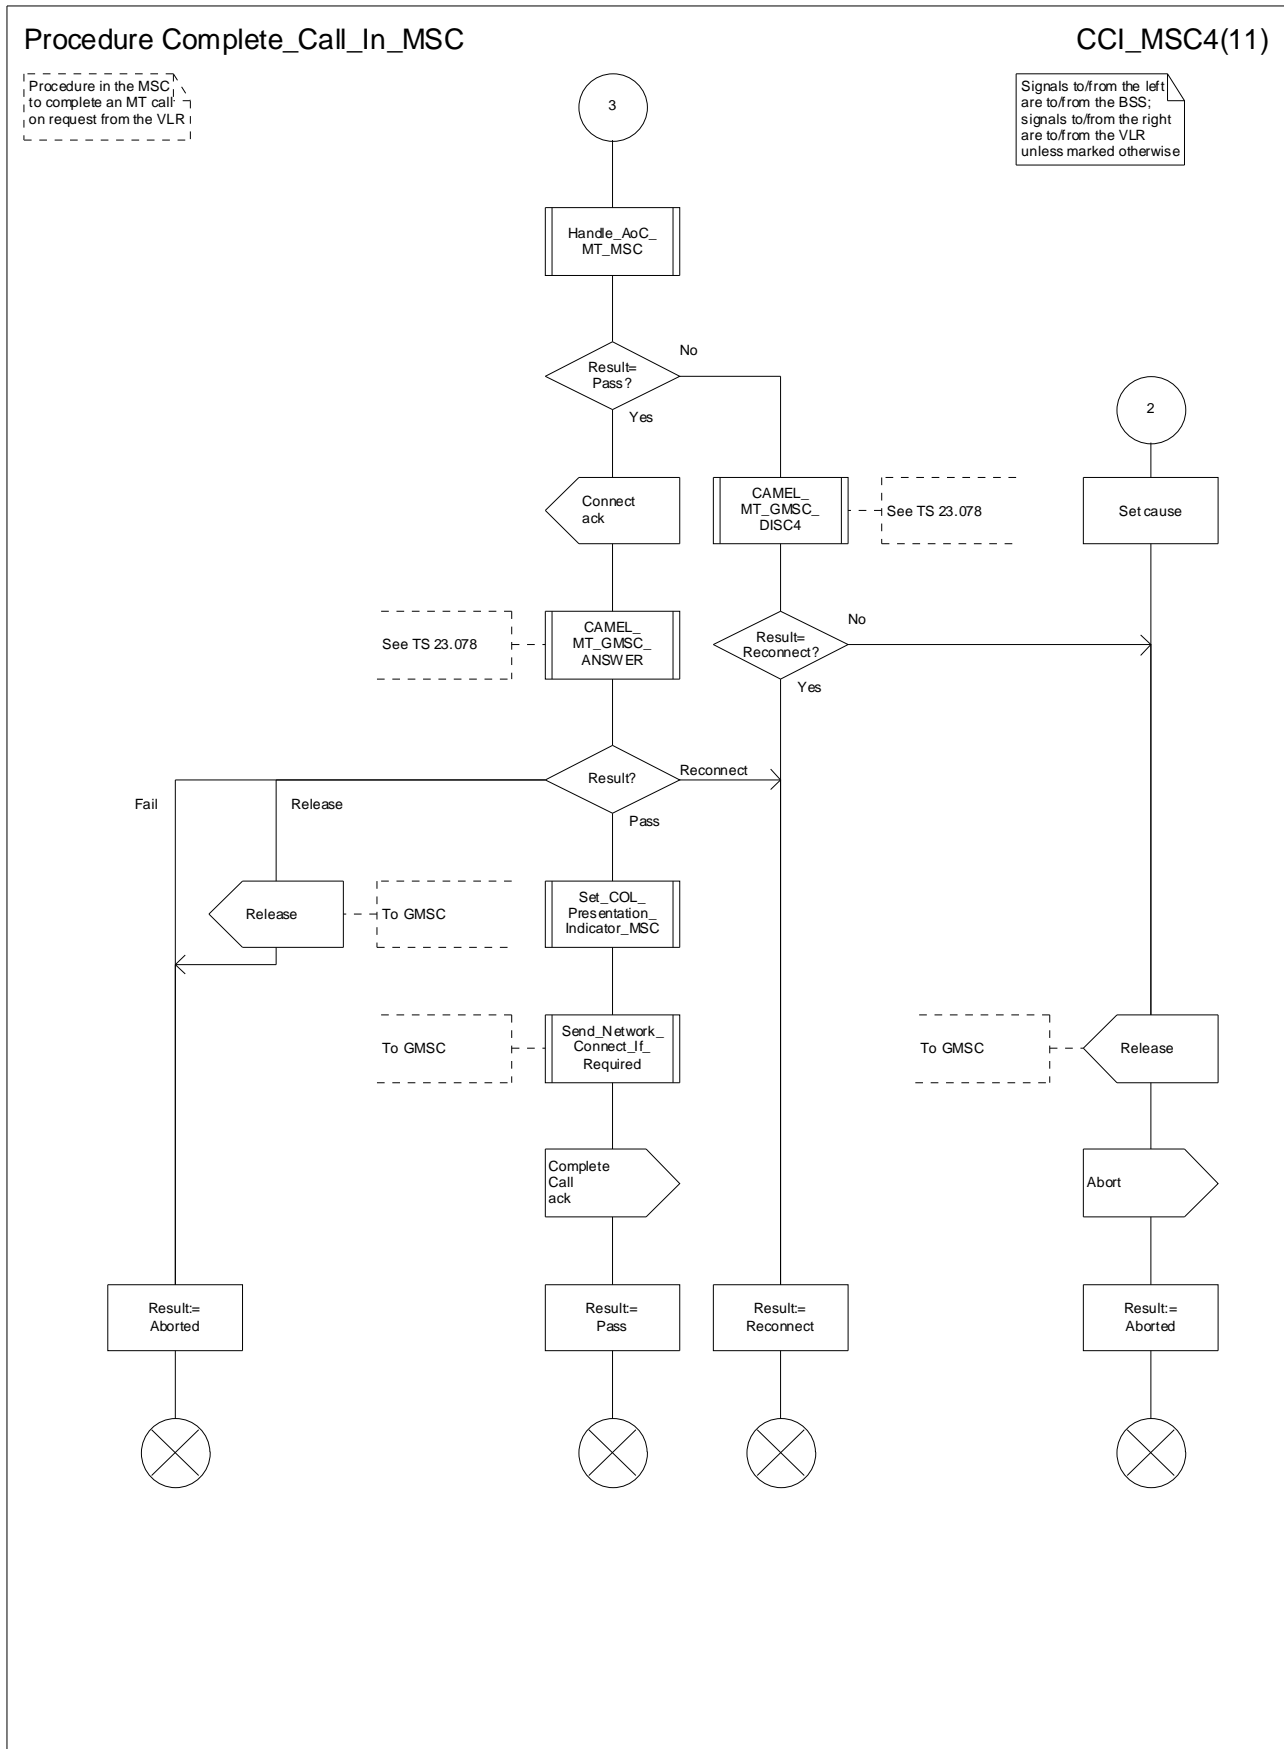 Procedure Complete_Call_In_MSC
CCI_MSC4(11)
Procedure in the MSC
to complete an MT call
on request from the VLR
Signals to/from the left
are to/from the BSS;
signals to/from the right
are to/from the VLR
unless marked otherwise
3
Handle_AoC_
MT_MSC
Result=
Pass?
No
Yes
2
Connect
ack
CAMEL_
MT_GMSC_
DISC4
See TS 23.078
Set cause
See TS 23.078
CAMEL_
MT_GMSC_
ANSWER
Result=
Reconnect?
No
Yes
Result?
Reconnect
Fail
Release
Pass
Release
To GMSC
Set_COL_
Presentation_
Indicator_MSC
To GMSC
Send_Network_
Connect_If_
Required
To GMSC
Release
Complete
Call
ack
Abort
Result:=
Aborted
Result:=
Pass
Result:=
Reconnect
Result:=
Aborted